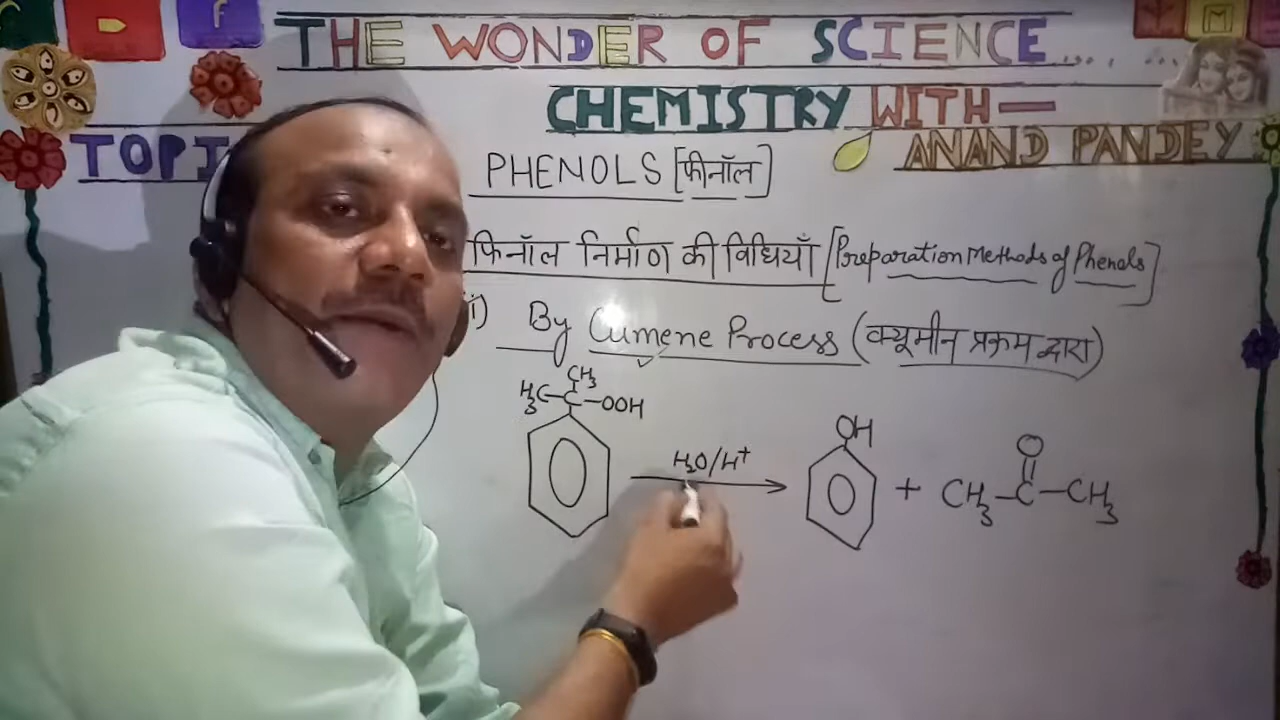 F
THE WONDER OF SCIENCE.....
M
CHEMISTRY WITH—
ANAND PANDEY
TOPI
PHENOLS [फीनॉल]
फिनॉल निर्माण की विधियाँ [Preparation Methods of Phenols]
By Cumene Process (क्यूमीन प्रक्रम द्वारा)
CH3
H3C–C–OOH
H2O/H+
OH
O
+ CH3–C–CH3